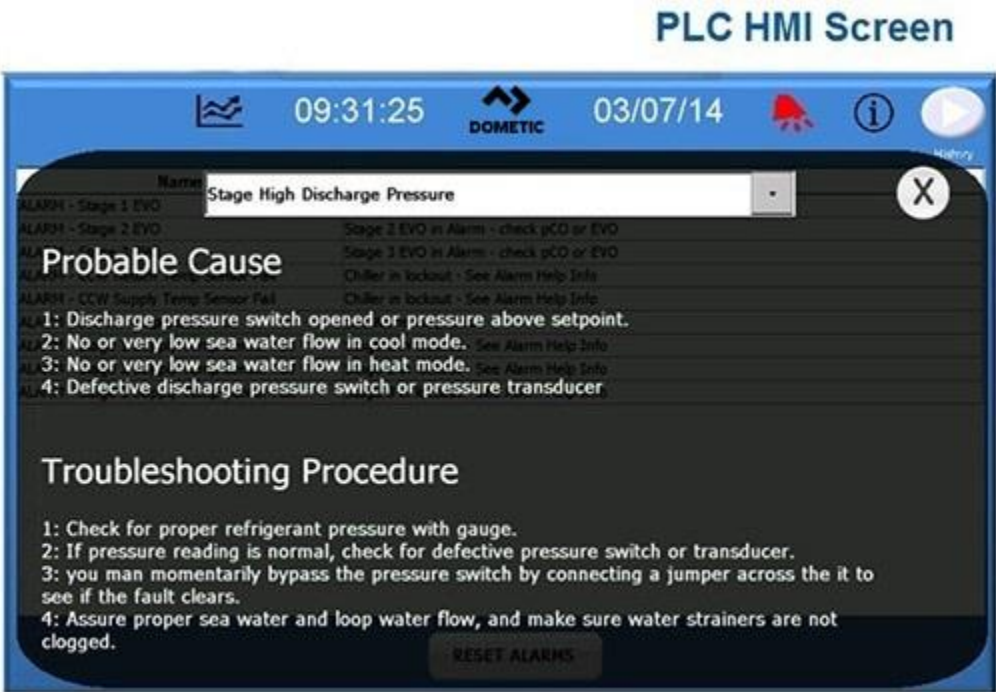 PLC HMI Screen
09:31:25
DOMETIC
03/07/14
History
Name
Stage High Discharge Pressure
X
ALARM - Stage 1 EVO
ALARM - Stage 2 EVO Stage 2 EVO in Alarm - check pCO or EVO
Stage 3 EVO in Alarm - check pCO or EVO
Probable Cause
Chiller in lockout - See Alarm Help Info
ALARM - CCW Supply Temp Sensor Fail Chiller in lockout - See Alarm Help Info
1: Discharge pressure switch opened or pressure above setpoint.
2: No or very low sea water flow in cool mode. See Alarm Help Info
3: No or very low sea water flow in heat mode. See Alarm Help Info
4: Defective discharge pressure switch or pressure transducer
Troubleshooting Procedure
1: Check for proper refrigerant pressure with gauge.
2: If pressure reading is normal, check for defective pressure switch or transducer.
3: you man momentarily bypass the pressure switch by connecting a jumper across the it to
see if the fault clears.
4: Assure proper sea water and loop water flow, and make sure water strainers are not
clogged.
RESET ALARMS